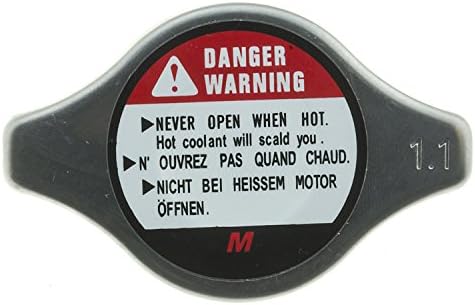 DANGER
WARNING
▶NEVER OPEN WHEN HOT.
Hot coolant will scald you.
▶N' OUVREZ PAS QUAND CHAUD.
▶NICHT BEI HEISSEM MOTOR
ÖFFNEN.
M
1.1